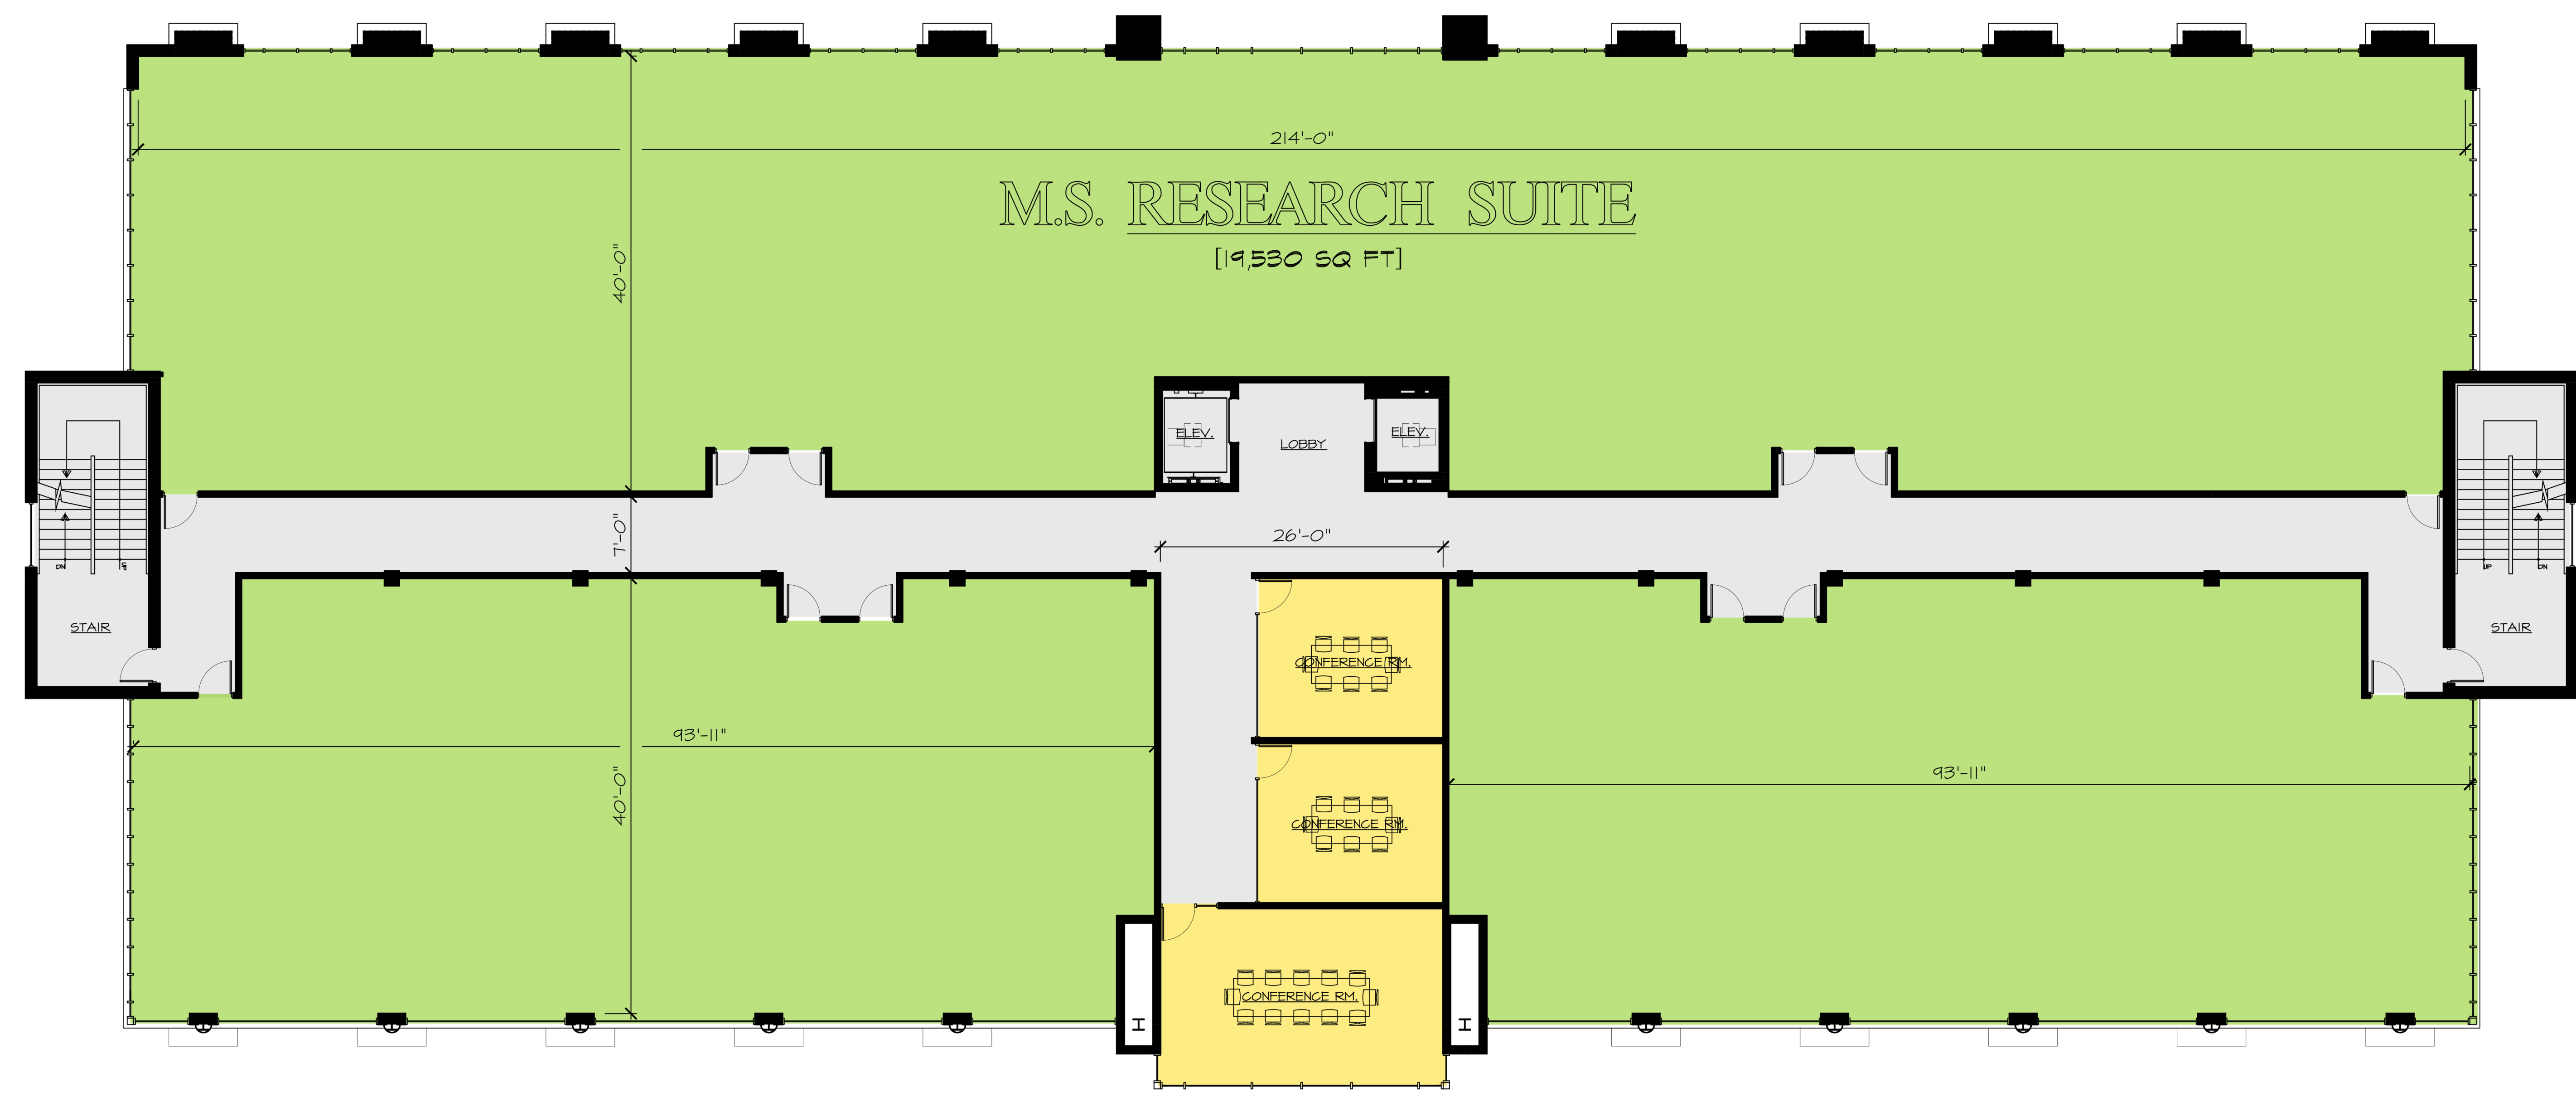 214'-0"
M.S. RESEARCH SUITE
[19,530 SQ FT]
40'-0"
ELEV.
LOBBY
ELEV.
7'-0"
26'-0"
DN
UP
UP
DN
STAIR
STAIR
CONFERENCE RM.
93'-11"
93'-11"
40'-0"
CONFERENCE RM.
CONFERENCE RM.
H
H